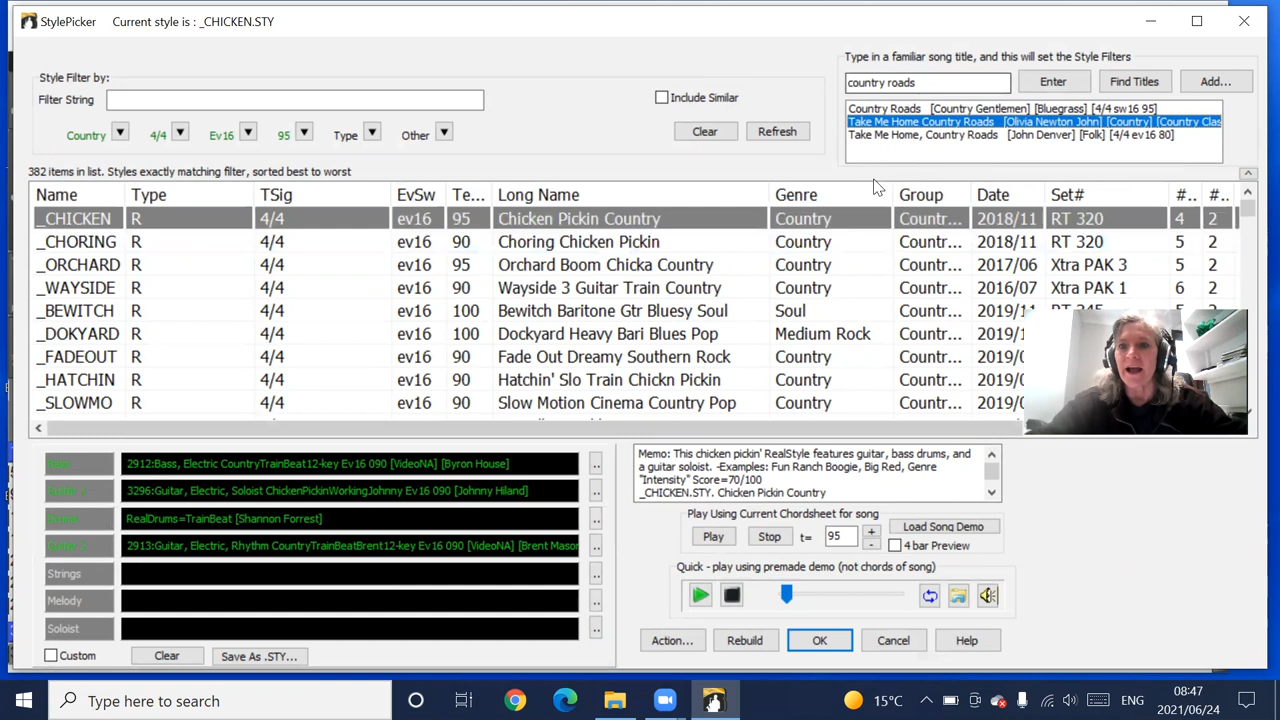 StylePicker Current style is : _CHICKEN.STY
Type in a familiar song title, and this will set the Style Filters
Style Filter by:
country roads Enter Find Titles Add...
Filter String
Include Similar
Country Roads [Country Gentlemen] [Bluegrass] [4/4 sw16 95]
Take Me Home Country Roads [Olivia Newton John] [Country] [Country Clas
Take Me Home, Country Roads [John Denver] [Folk] [4/4 ev16 80]
Country 4/4 Ev16 95 Type Other Clear Refresh
382 items in list. Styles exactly matching filter, sorted best to worst
Name Type TSig EvSw Te... Long Name Genre Group Date Set# #.. #..
_CHICKEN R 4/4 ev16 95 Chicken Pickin Country Country Countr... 2018/11 RT 320 4 2
_CHORING R 4/4 ev16 90 Choring Chicken Pickin Country Countr... 2018/11 RT 320 5 2
_ORCHARD R 4/4 ev16 95 Orchard Boom Chicka Country Country Countr... 2017/06 Xtra PAK 3 5 2
_WAYSIDE R 4/4 ev16 90 Wayside 3 Guitar Train Country Country Countr... 2016/07 Xtra PAK 1 6 2
_BEWITCH R 4/4 ev16 100 Bewitch Baritone Gtr Bluesy Soul Soul Countr... 2019/11
_DOKYARD R 4/4 ev16 100 Dockyard Heavy Bari Blues Pop Medium Rock Countr... 2019/1
_FADEOUT R 4/4 ev16 90 Fade Out Dreamy Southern Rock Country Countr... 2019/0
_HATCHIN R 4/4 ev16 90 Hatchin' Slo Train Chickn Pickin Country Countr... 2019/0
_SLOWMO R 4/4 ev16 90 Slow Motion Cinema Country Pop Country Countr... 2019/0
2912:Bass, Electric CountryTrainBeat12-key Ev16 090 [VideoNA] [Byron House] ..
3296:Guitar, Electric, Soloist ChickenPickinWorkingJohnny Ev16 090 [Johnny Hiland] ..
RealDrums=TrainBeat [Shannon Forrest] ..
2913:Guitar, Electric, Rhythm CountryTrainBeatBrent12-key Ev16 090 [VideoNA] [Brent Mason ..
Strings ..
Melody ..
Soloist ..
Custom Clear Save As .STY...
Memo: This chicken pickin' RealStyle features guitar, bass drums, and
a guitar soloist. -Examples: Fun Ranch Boogie, Big Red, Genre
"Intensity" Score=70/100
_CHICKEN.STY. Chicken Pickin Country
Play Using Current Chordsheet for song
Load Song Demo
Play Stop t= 95 + -
4 bar Preview
Quick - play using premade demo (not chords of song)
Action... Rebuild OK Cancel Help
Type here to search
15°C ENG
08:47
2021/06/24